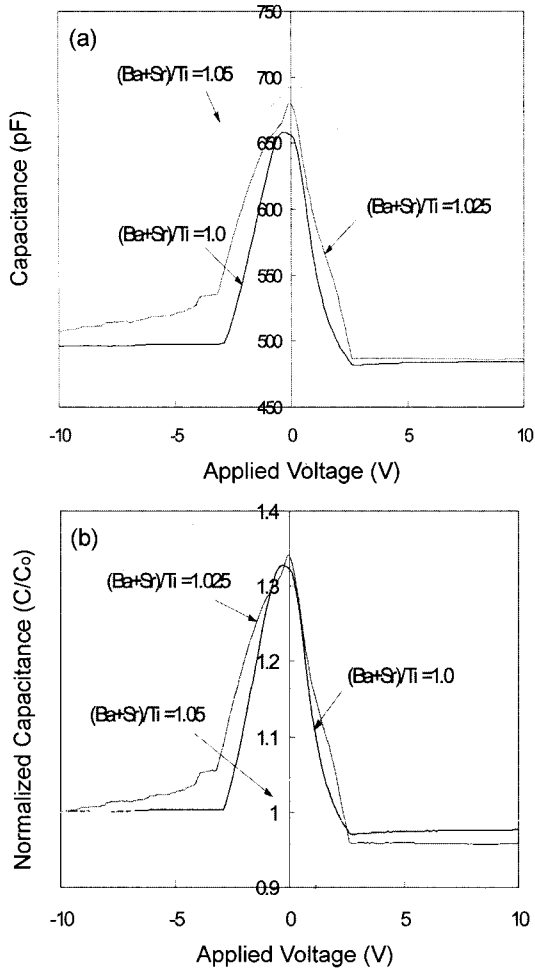 (a)
750
700
650
600
550
500
450
(Ba+Sr)/Ti =1.05
(Ba+Sr)/Ti =1.025
(Ba+Sr)/Ti =1.0
Capacitance (pF)
-10 -5 0 5 10
Applied Voltage (V)
(b)
1.4
1.3
1.2
1.1
1
0.9
(Ba+Sr)/Ti =1.025
(Ba+Sr)/Ti =1.0
(Ba+Sr)/Ti =1.05
Normalized Capacitance (C/Co)
-10 -5 0 5 10
Applied Voltage (V)